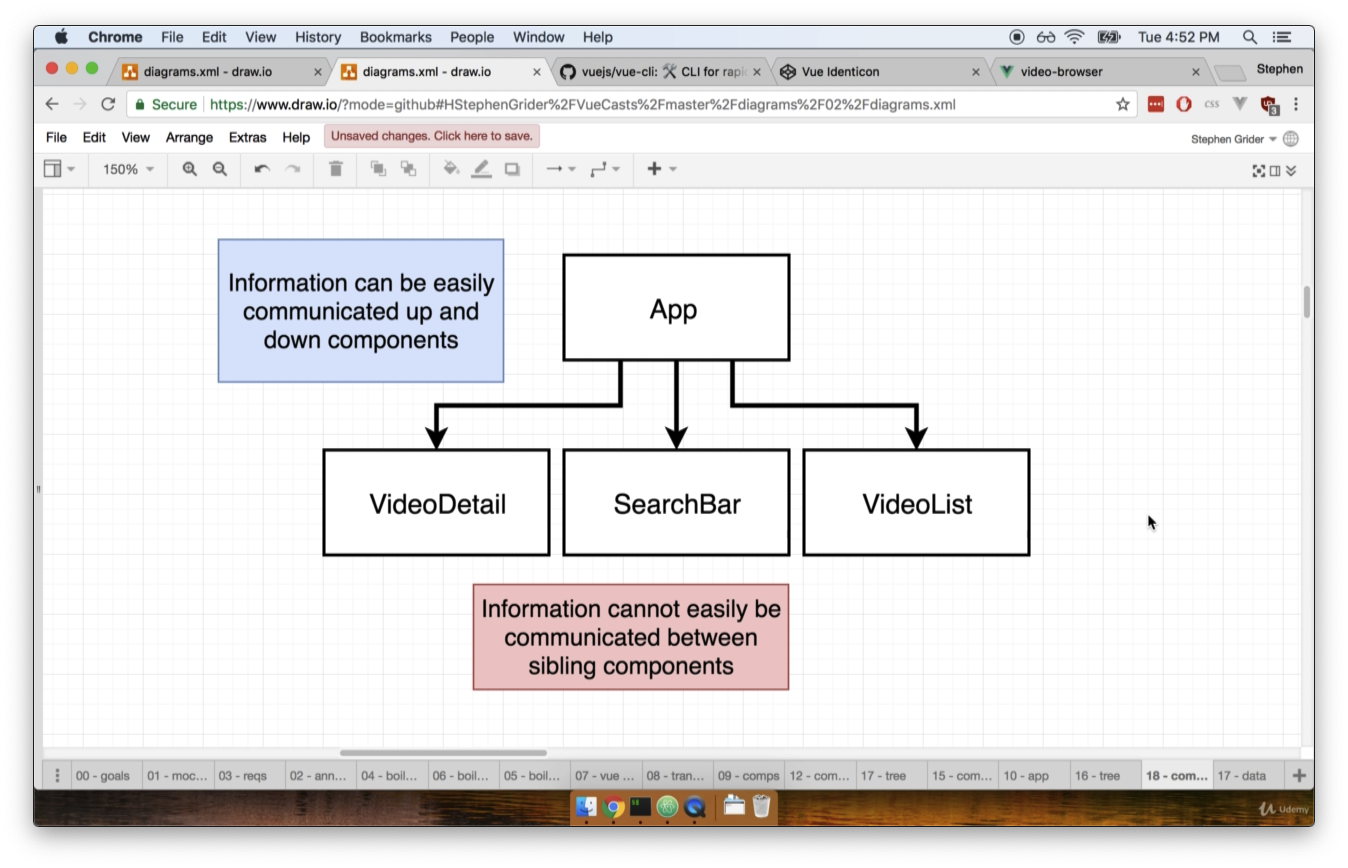 Chrome File Edit View History Bookmarks People Window Help Tue 4:52 PM
diagrams.xml - draw.io diagrams.xml - draw.io vuejs/vue-cli: 🛠 CLI for rapi Vue Identicon video-browser Stephen
Secure https://www.draw.io/?mode=github#HStephenGrider%2FVueCasts%2Fmaster%2Fdiagrams%2F02%2Fdiagrams.xml CSS 3
File Edit View Arrange Extras Help Unsaved changes. Click here to save. Stephen Grider
150%
Information can be easily
communicated up and
down components
App
VideoDetail SearchBar VideoList
Information cannot easily be
communicated between
sibling components
00 - goals 01 - moc... 03 - reqs 02 - ann... 04 - boil... 06 - boil... 05 - boil... 07 - vue ... 08 - tran... 09 - comps 12 - com... 17 - tree 15 - com... 10 - app 16 - tree 18 - com... 17 - data
Udemy